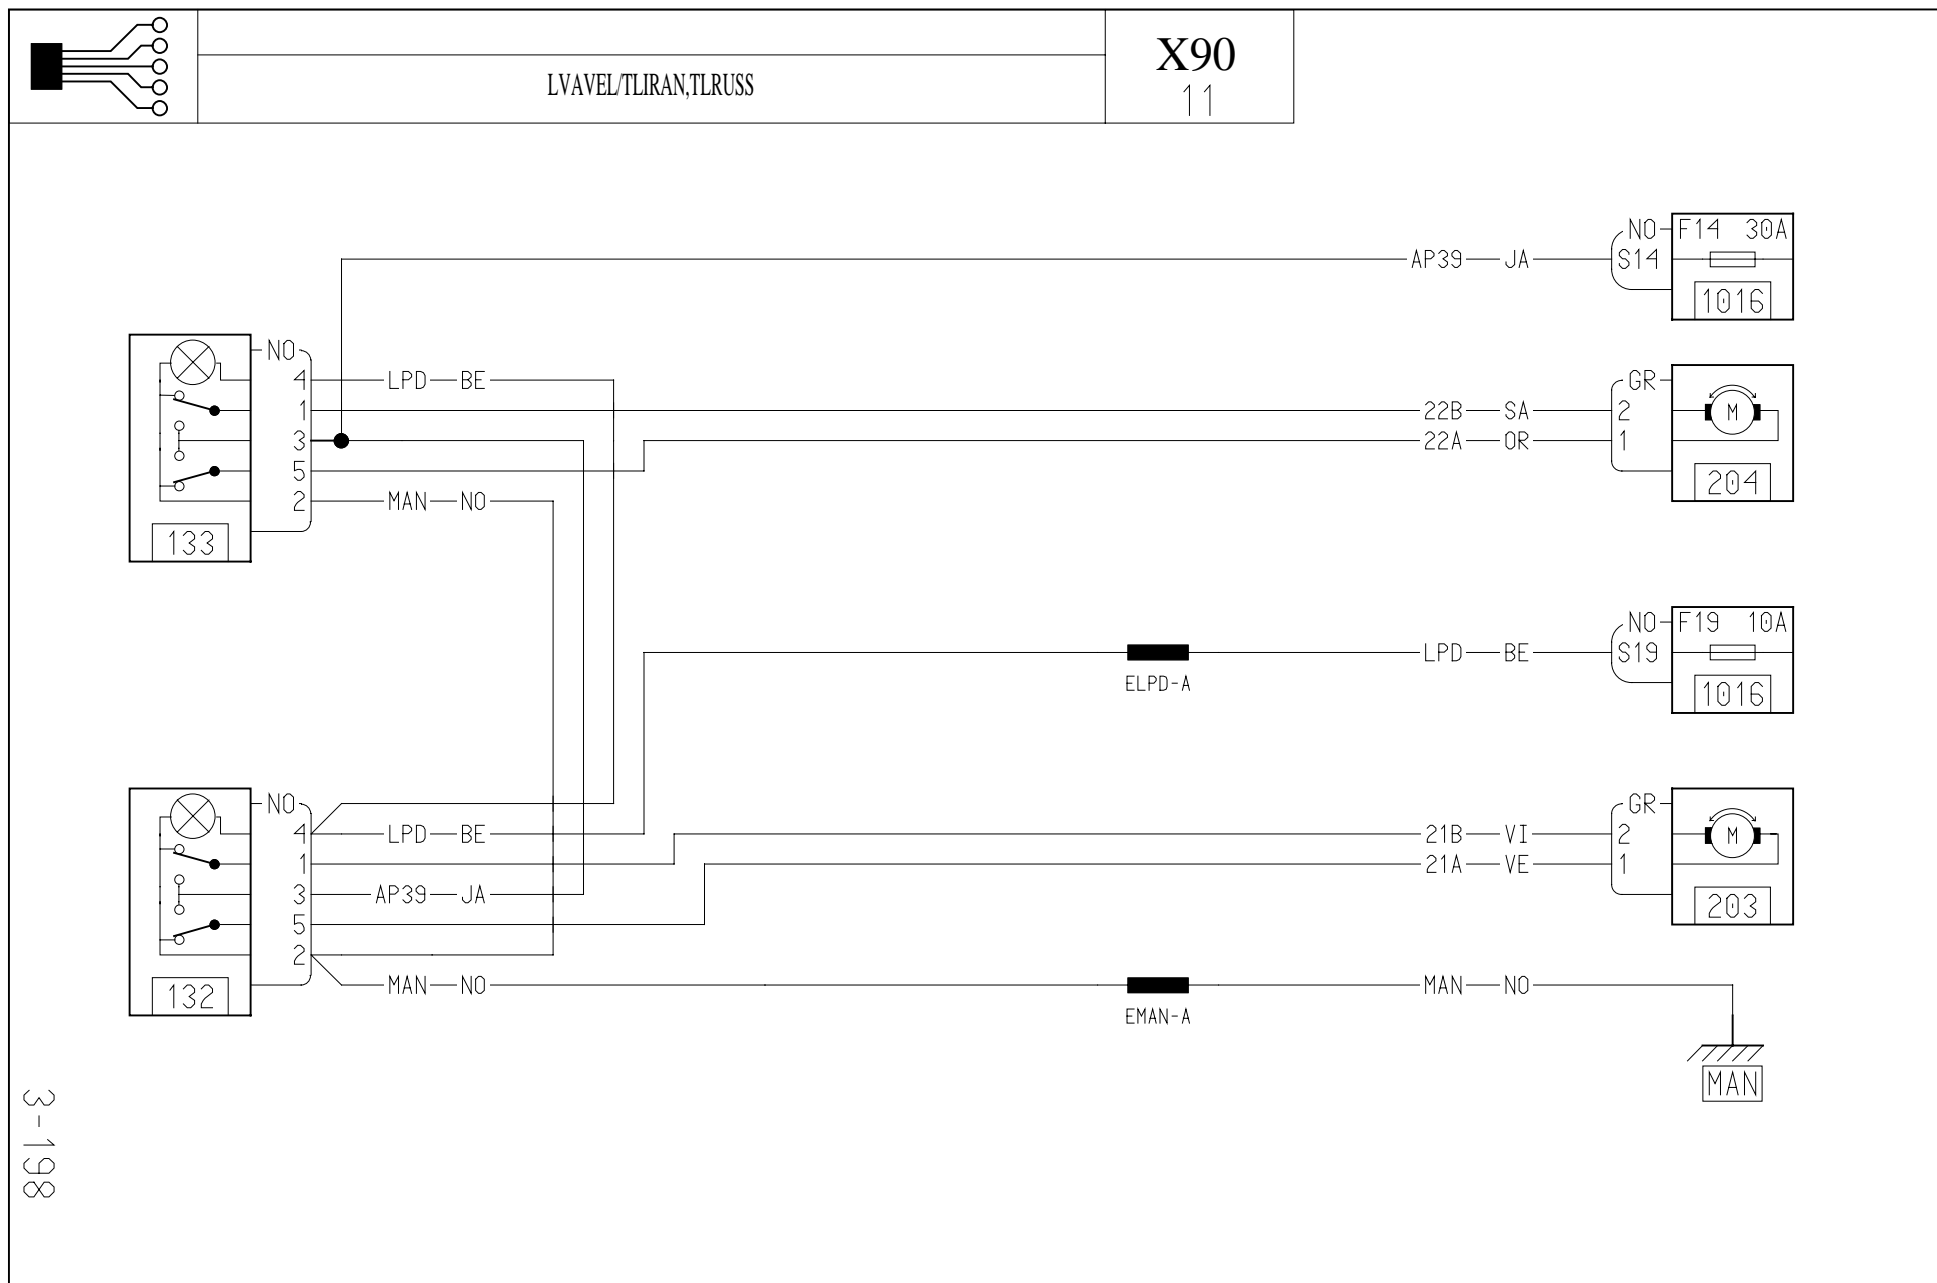 LVAVEL/TLIRAN,TLRUSS
X90
11
NO F14 30A
AP39 JA S14
1016
NO
4 LPD BE
1 22B SA 2 GR
3 22A OR 1
5
2 MAN NO
133
M
204
NO F19 10A
LPD BE S19
ELPD-A
1016
NO
4 LPD BE
1 21B VI 2 GR
3 AP39 JA 21A VE 1
5
2
M
203
132
MAN NO MAN NO
EMAN-A
MAN
3-198